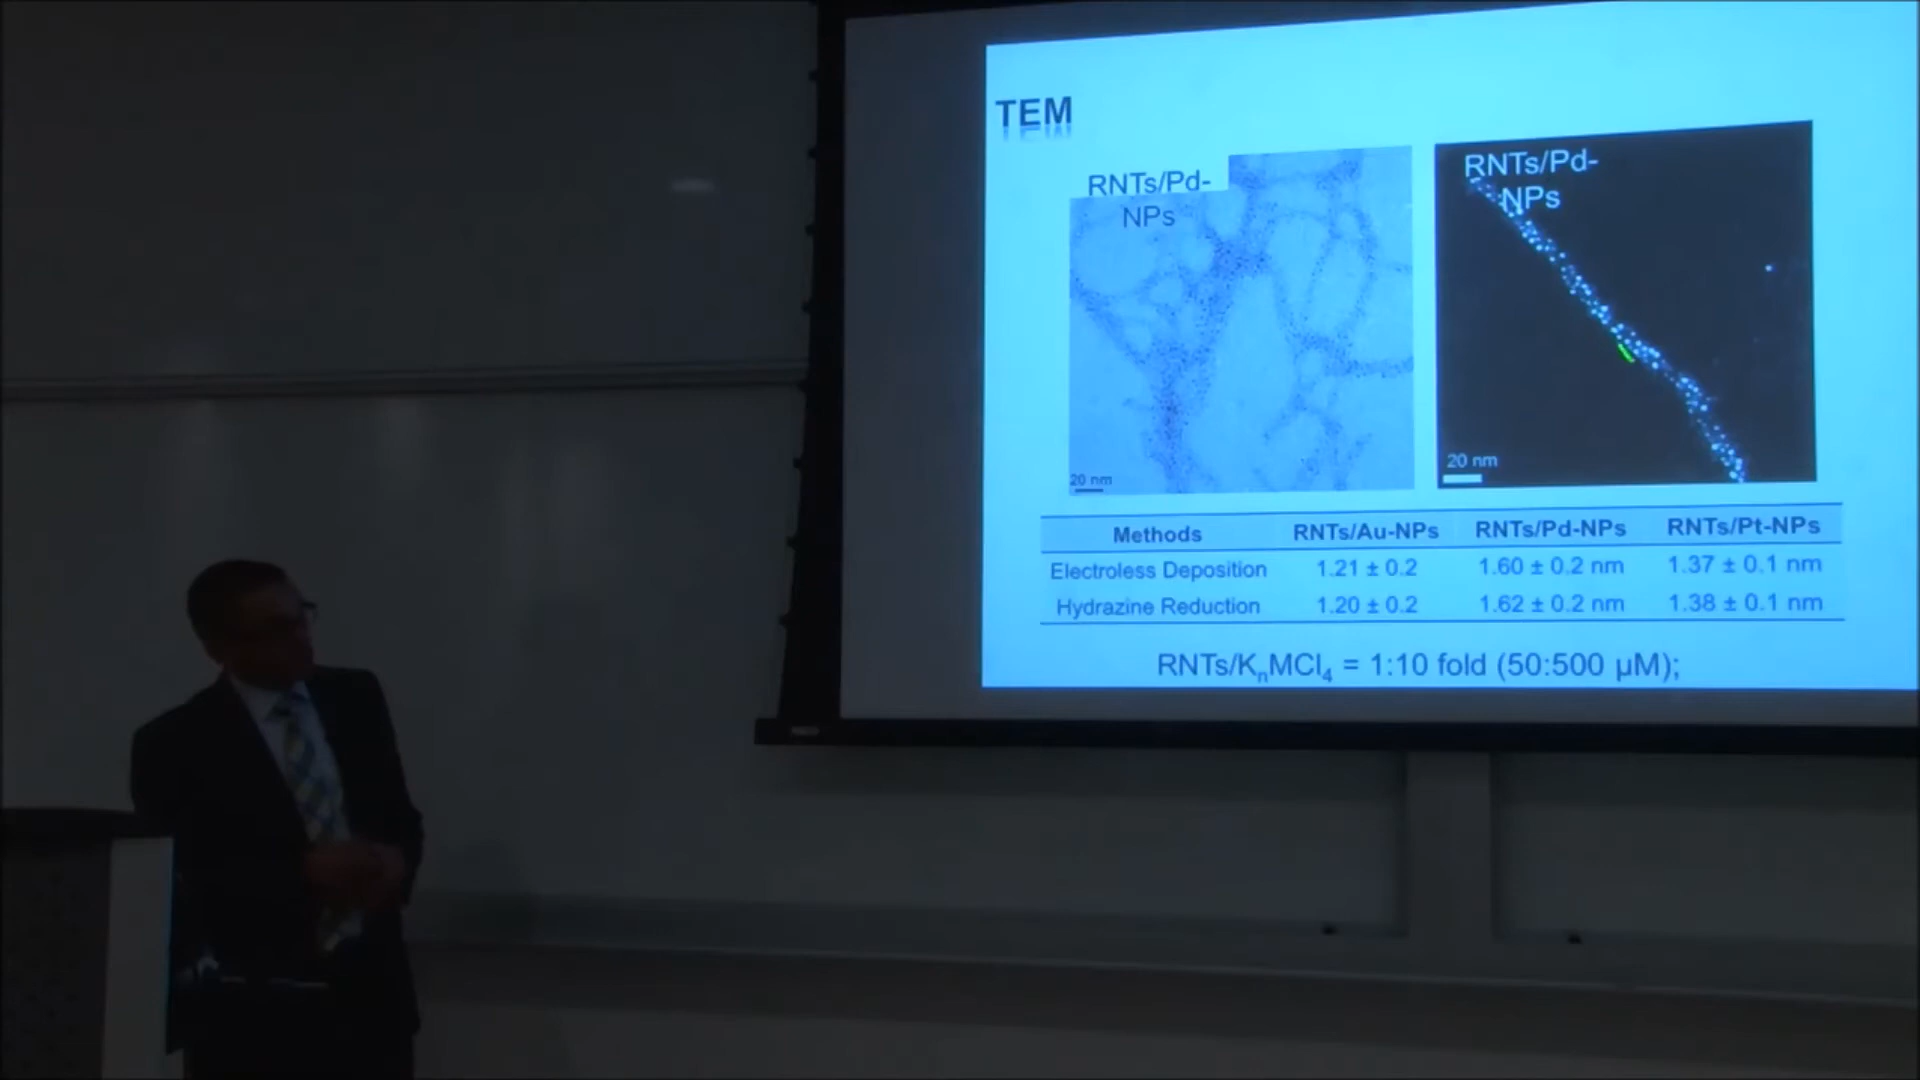 TEM
RNTs/Pd-
NPs
RNTs/Pd-
NPs
20 nm
20 nm
Methods RNTs/Au-NPs RNTs/Pd-NPs RNTs/Pt-NPs
Electroless Deposition 1.21 ± 0.2 1.60 ± 0.2 nm 1.37 ± 0.1 nm
Hydrazine Reduction 1.20 ± 0.2 1.62 ± 0.2 nm 1.38 ± 0.1 nm
RNTs/KₙMCl₄ = 1:10 fold (50:500 µM);